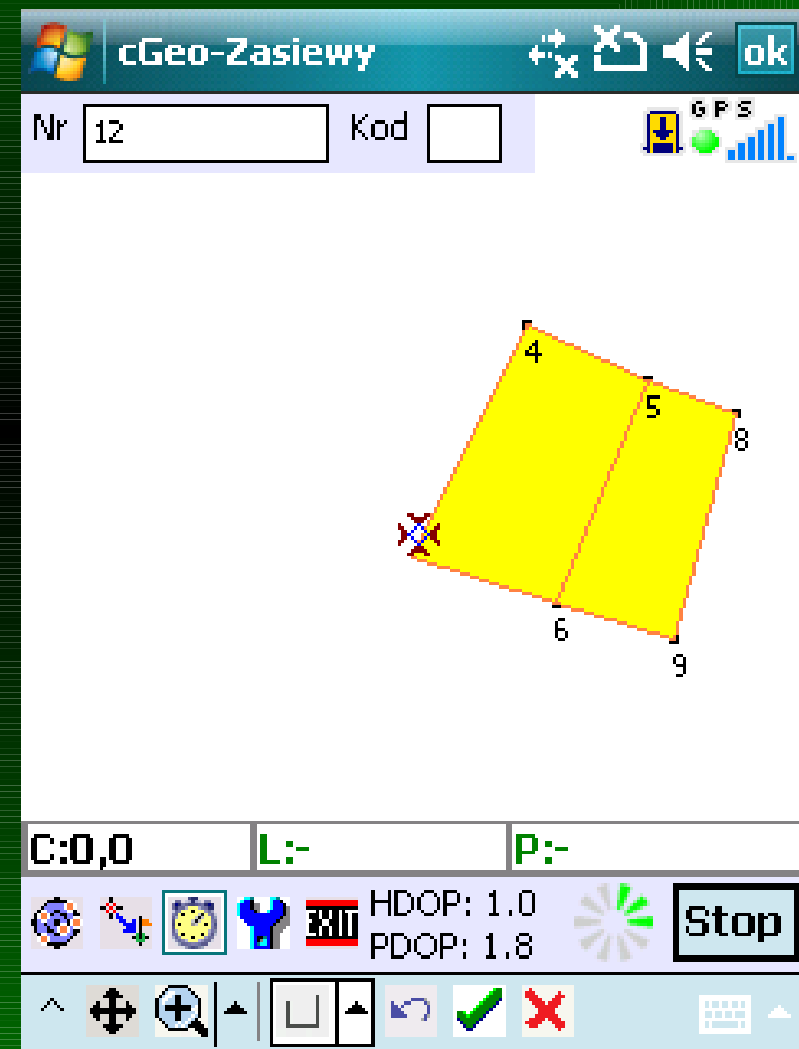 cGeo-Zasiewy ok
Nr 12 Kod
GPS
4
5
8
6
9
C:0,0 L:- P:-
EXIT HDOP: 1.0 Stop
PDOP: 1.8